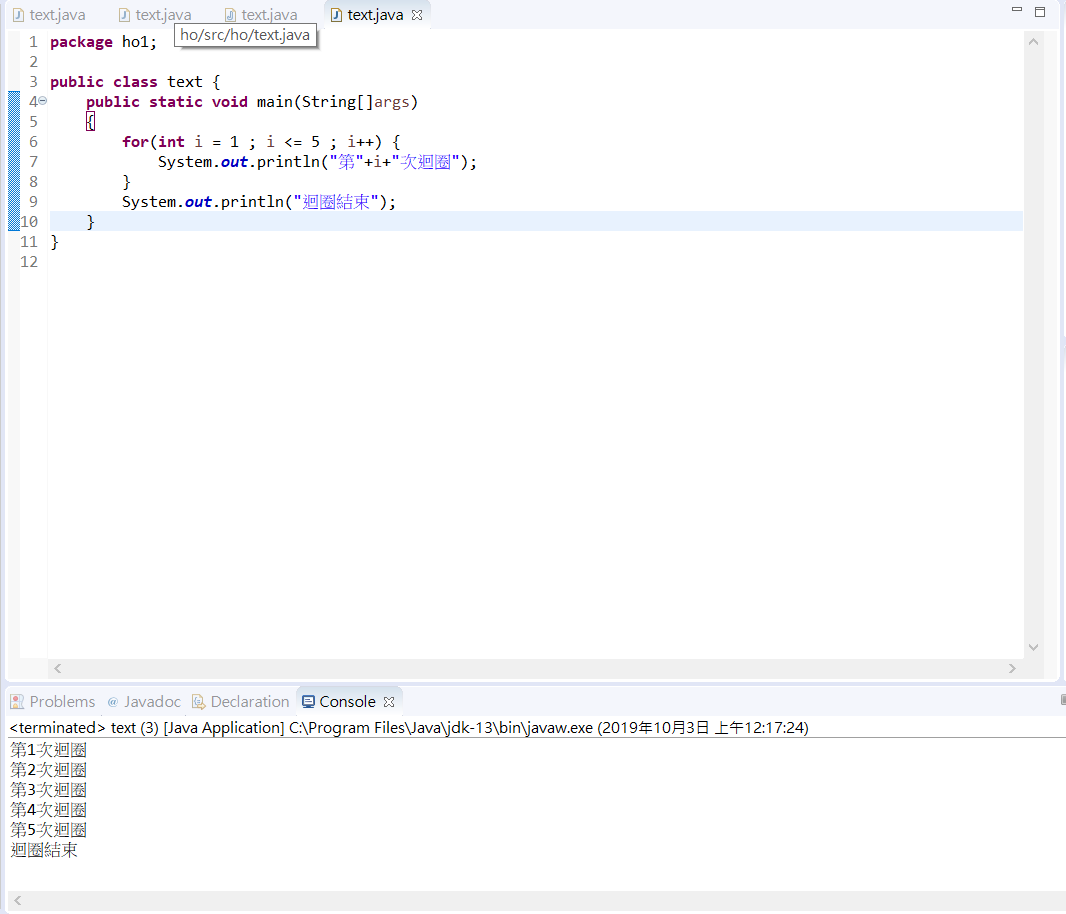 text.java text.java text.java text.java
ho/src/ho/text.java
1 package ho1;
2
3 public class text {
4 public static void main(String[]args)
5 {
6 for(int i = 1 ; i <= 5 ; i++) {
7 System.out.println("第"+i+"次迴圈");
8 }
9 System.out.println("迴圈結束");
10 }
11 }
12
Problems @ Javadoc Declaration Console
<terminated> text (3) [Java Application] C:\Program Files\Java\jdk-13\bin\javaw.exe (2019年10月3日 上午12:17:24)
第1次迴圈
第2次迴圈
第3次迴圈
第4次迴圈
第5次迴圈
迴圈結束